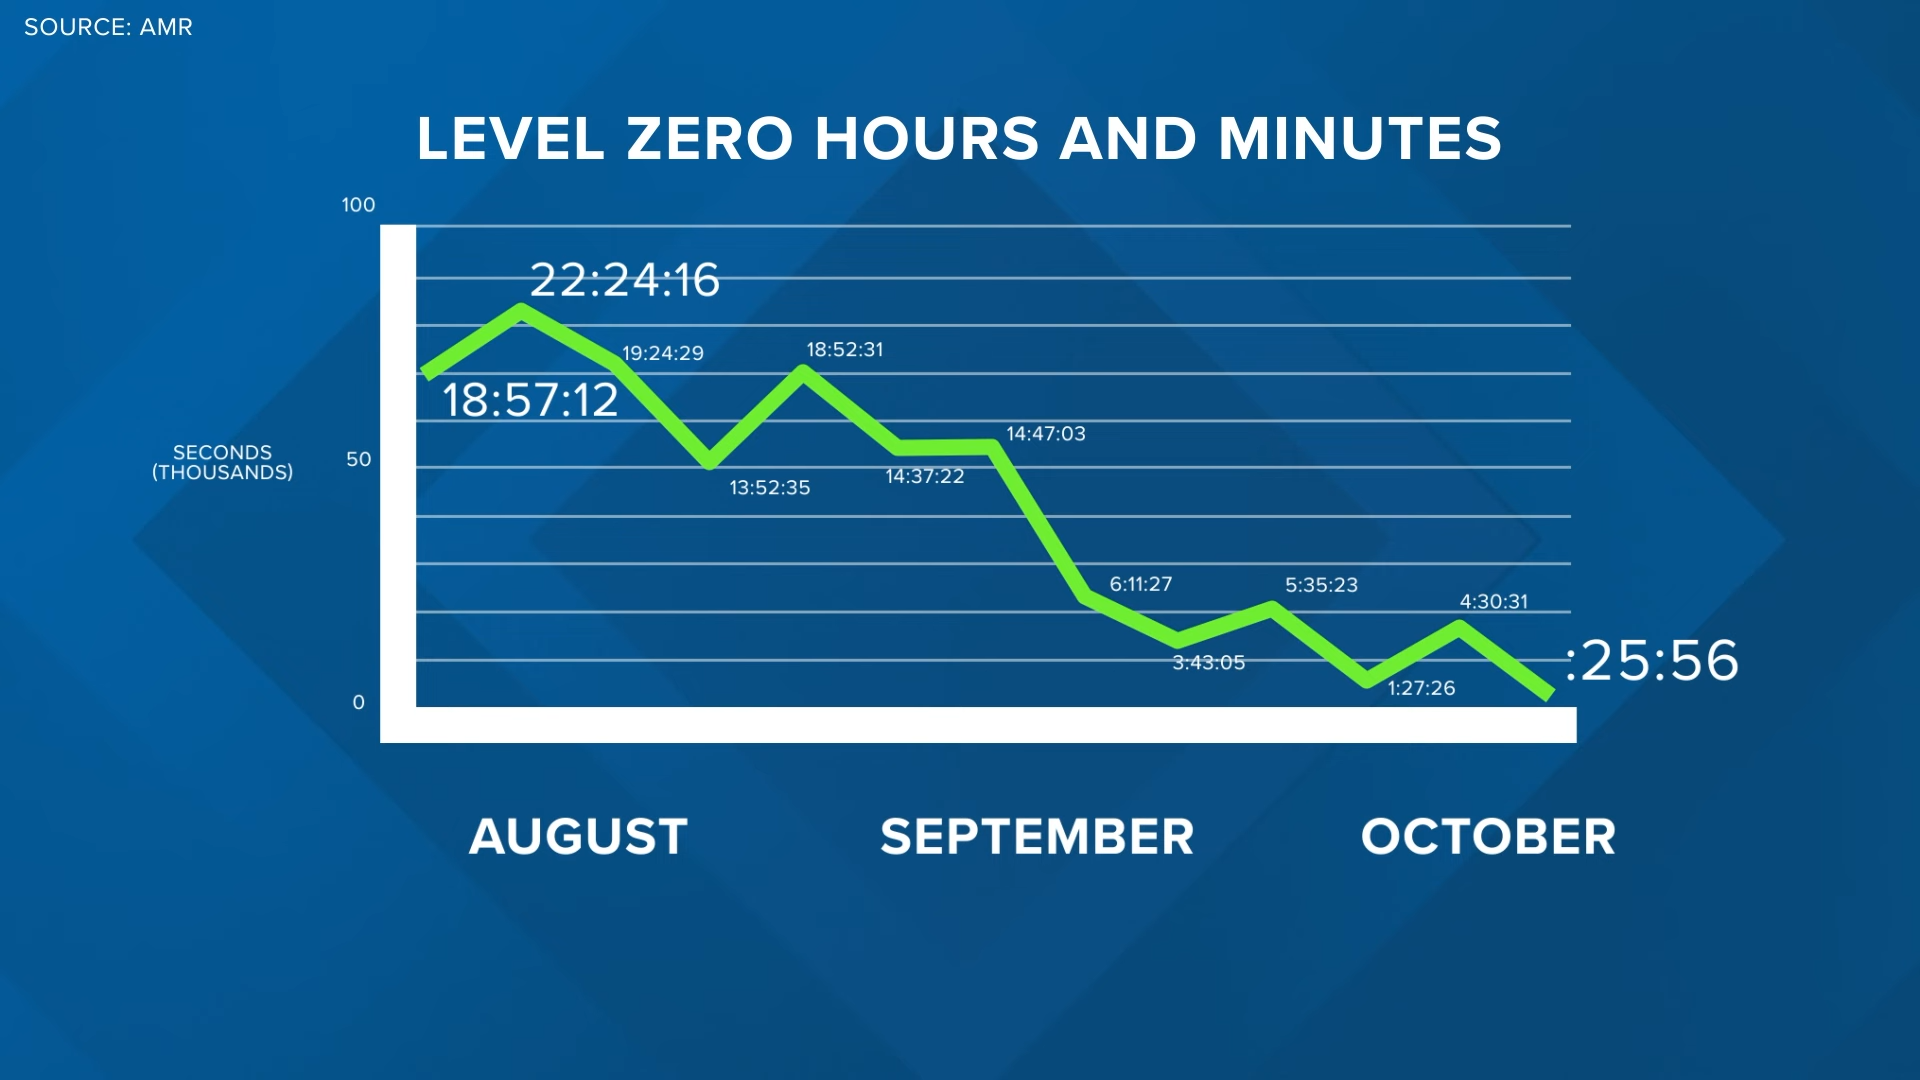 SOURCE: AMR
LEVEL ZERO HOURS AND MINUTES
100
22:24:16
19:24:29
18:52:31
18:57:12
14:47:03
SECONDS
(THOUSANDS)
50
14:37:22
13:52:35
6:11:27
5:35:23
4:30:31
:25:56
3:43:05
1:27:26
0
AUGUST
SEPTEMBER
OCTOBER